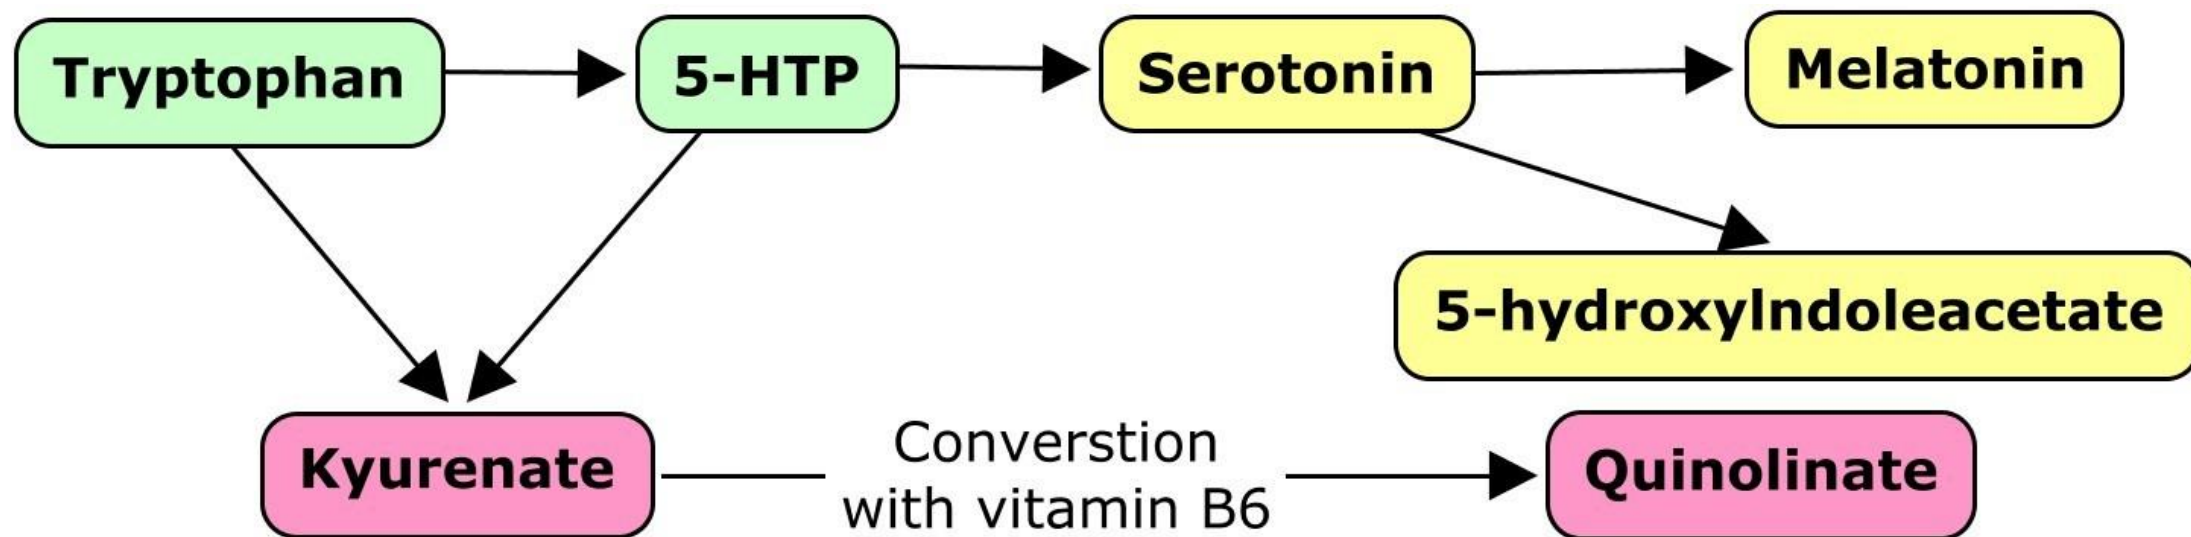 Tryptophan
5-HTP
Serotonin
Melatonin
5-hydroxylndoleacetate
Kyurenate
Converstion
with vitamin B6
Quinolinate